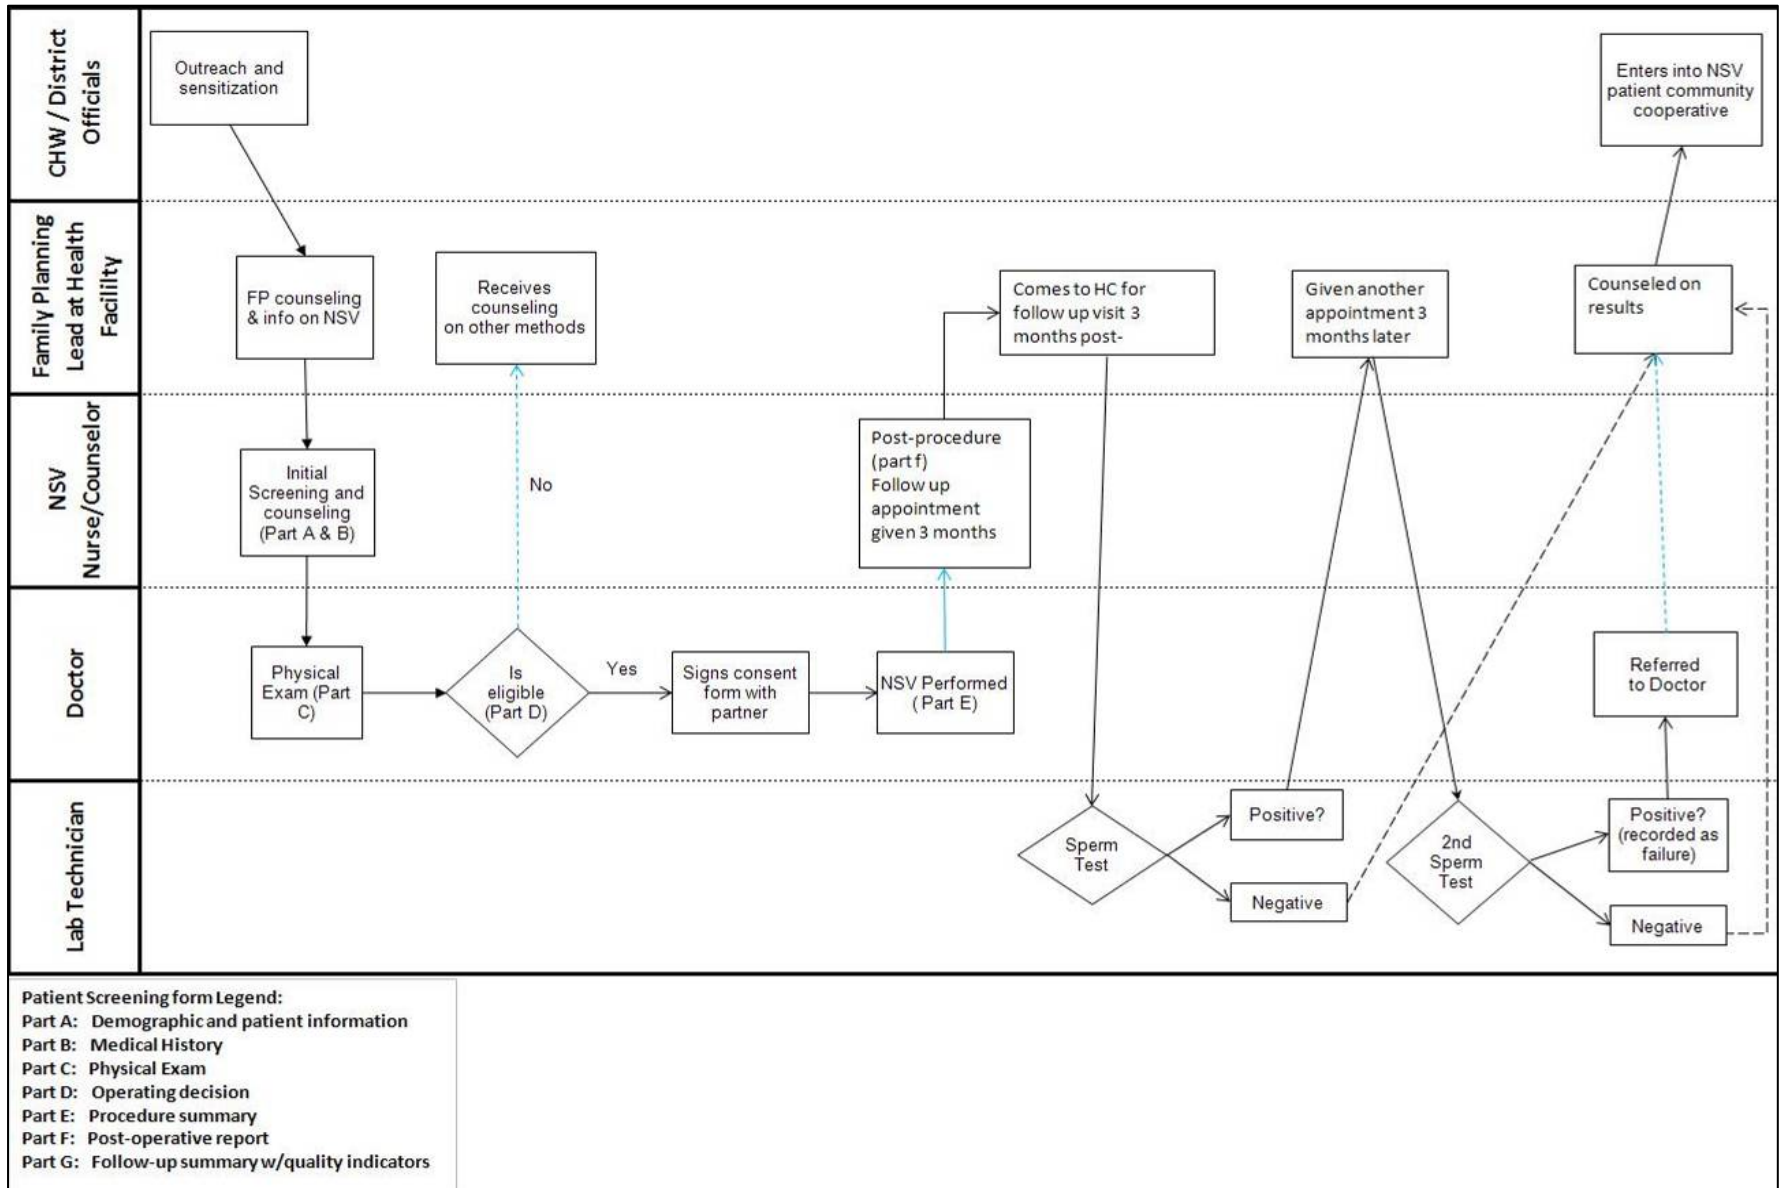 CHW / District
Officials
Outreach and
sensitization
Enters into NSV
patient community
cooperative
Family Planning
Lead at Health
Facililty
FP counseling
& info on NSV
Receives
counseling
on other methods
Comes to HC for
follow up visit 3
months post-
Given another
appointment 3
months later
Counseled on
results
NSV
Nurse/Counselor
Initial
Screening and
counseling
(Part A & B)
No
Post-procedure
(part f)
Follow up
appointment
given 3 months
Doctor
Physical
Exam (Part
C)
Is
eligible
(Part D)
Yes
Signs consent
form with
partner
NSV Performed
( Part E)
Referred
to Doctor
Lab Technician
Sperm
Test
Positive?
Negative
2nd
Sperm
Test
Positive?
(recorded as
failure)
Negative
Patient Screening form Legend:
Part A: Demographic and patient information
Part B: Medical History
Part C: Physical Exam
Part D: Operating decision
Part E: Procedure summary
Part F: Post-operative report
Part G: Follow-up summary w/quality indicators